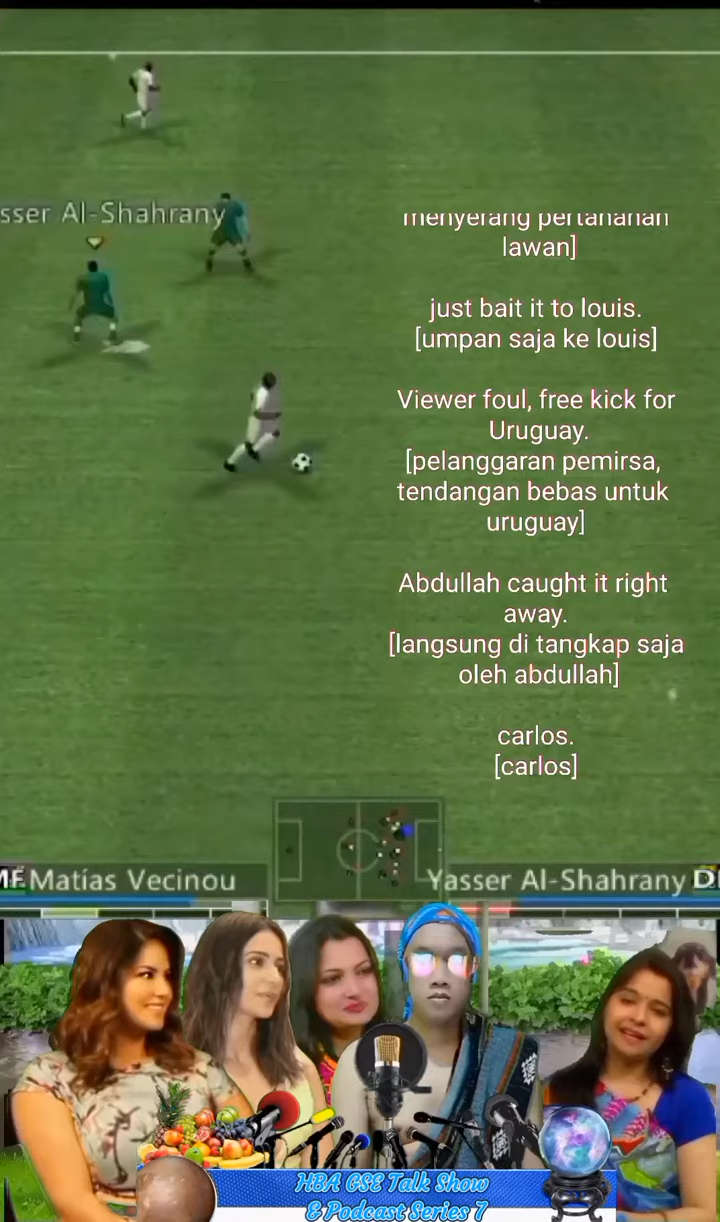 sser Al-Shahrany
menyerang pertahanan
lawan]
just bait it to louis.
[umpan saja ke louis]
Viewer foul, free kick for
Uruguay.
[pelanggaran pemirsa,
tendangan bebas untuk
uruguay]
Abdullah caught it right
away.
[langsung di tangkap saja
oleh abdullah]
carlos.
[carlos]
MF Matías Vecinou
Yasser Al-Shahrany
HBA GSE Talk Show
& Podcast Series 7